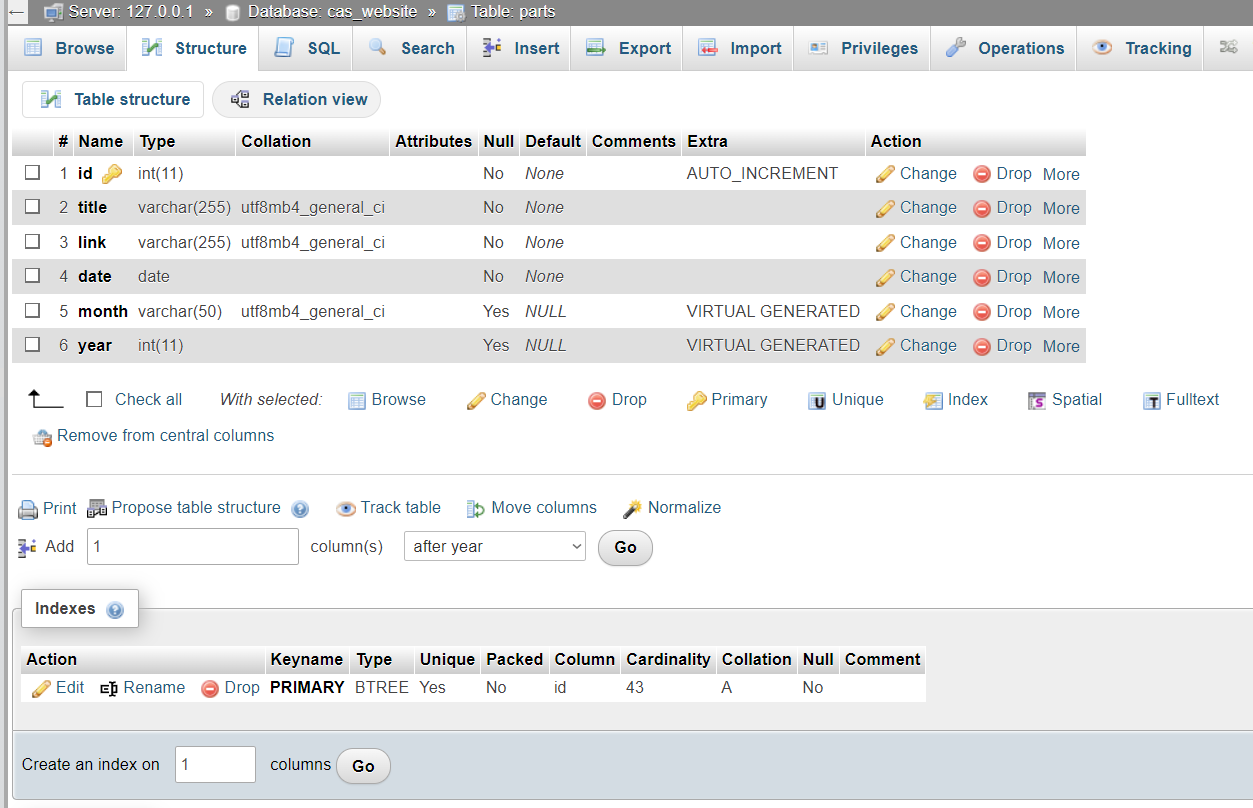 Server: 127.0.0.1 » Database: cas_website » Table: parts
Browse Structure SQL Search Insert Export Import Privileges Operations Tracking
Table structure Relation view
# Name Type Collation Attributes Null Default Comments Extra Action
1 id int(11) No None AUTO_INCREMENT Change Drop More
2 title varchar(255) utf8mb4_general_ci No None Change Drop More
3 link varchar(255) utf8mb4_general_ci No None Change Drop More
4 date date No None Change Drop More
5 month varchar(50) utf8mb4_general_ci Yes NULL VIRTUAL GENERATED Change Drop More
6 year int(11) Yes NULL VIRTUAL GENERATED Change Drop More
Check all With selected: Browse Change Drop Primary Unique Index Spatial Fulltext
Remove from central columns
Print Propose table structure Track table Move columns Normalize
Add 1 column(s) after year Go
Indexes
Action Keyname Type Unique Packed Column Cardinality Collation Null Comment
Edit Rename Drop PRIMARY BTREE Yes No id 43 A No
Create an index on 1 columns Go